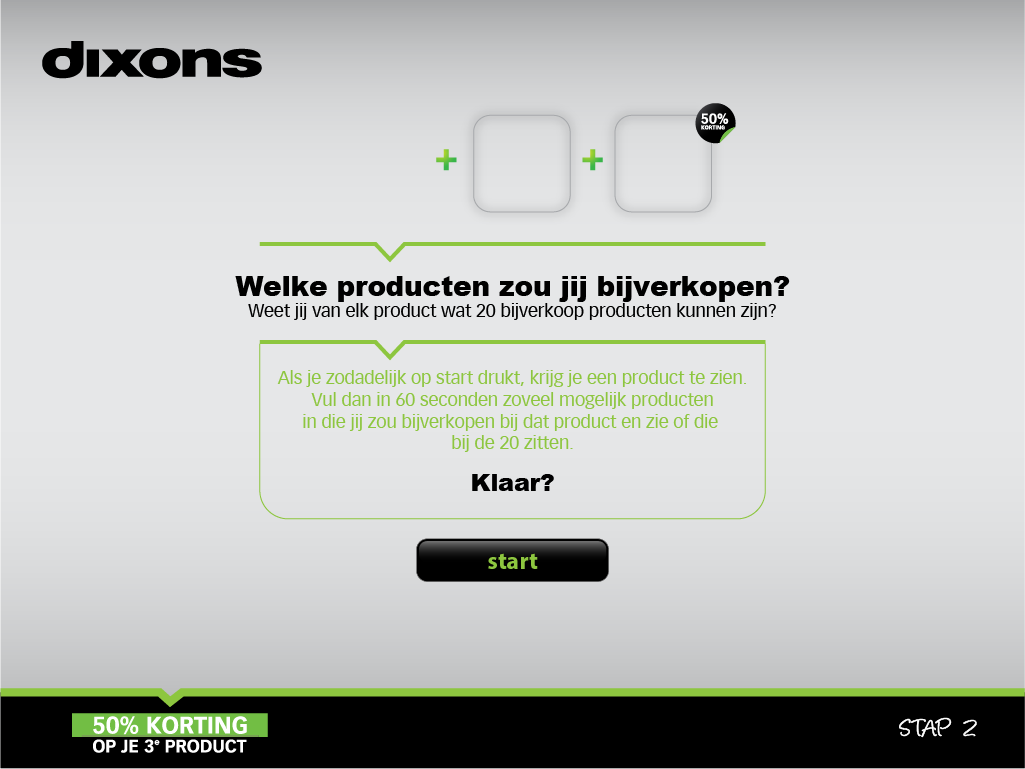 dixons
50%
KORTING
Welke producten zou jij bijverkopen?
Weet jij van elk product wat 20 bijverkoop producten kunnen zijn?
Als je zodadelijk op start drukt, krijg je een product te zien.
Vul dan in 60 seconden zoveel mogelijk producten
in die jij zou bijverkopen bij dat product en zie of die
bij de 20 zitten.
Klaar?
start
50% KORTING
OP JE 3e PRODUCT
STAP 2